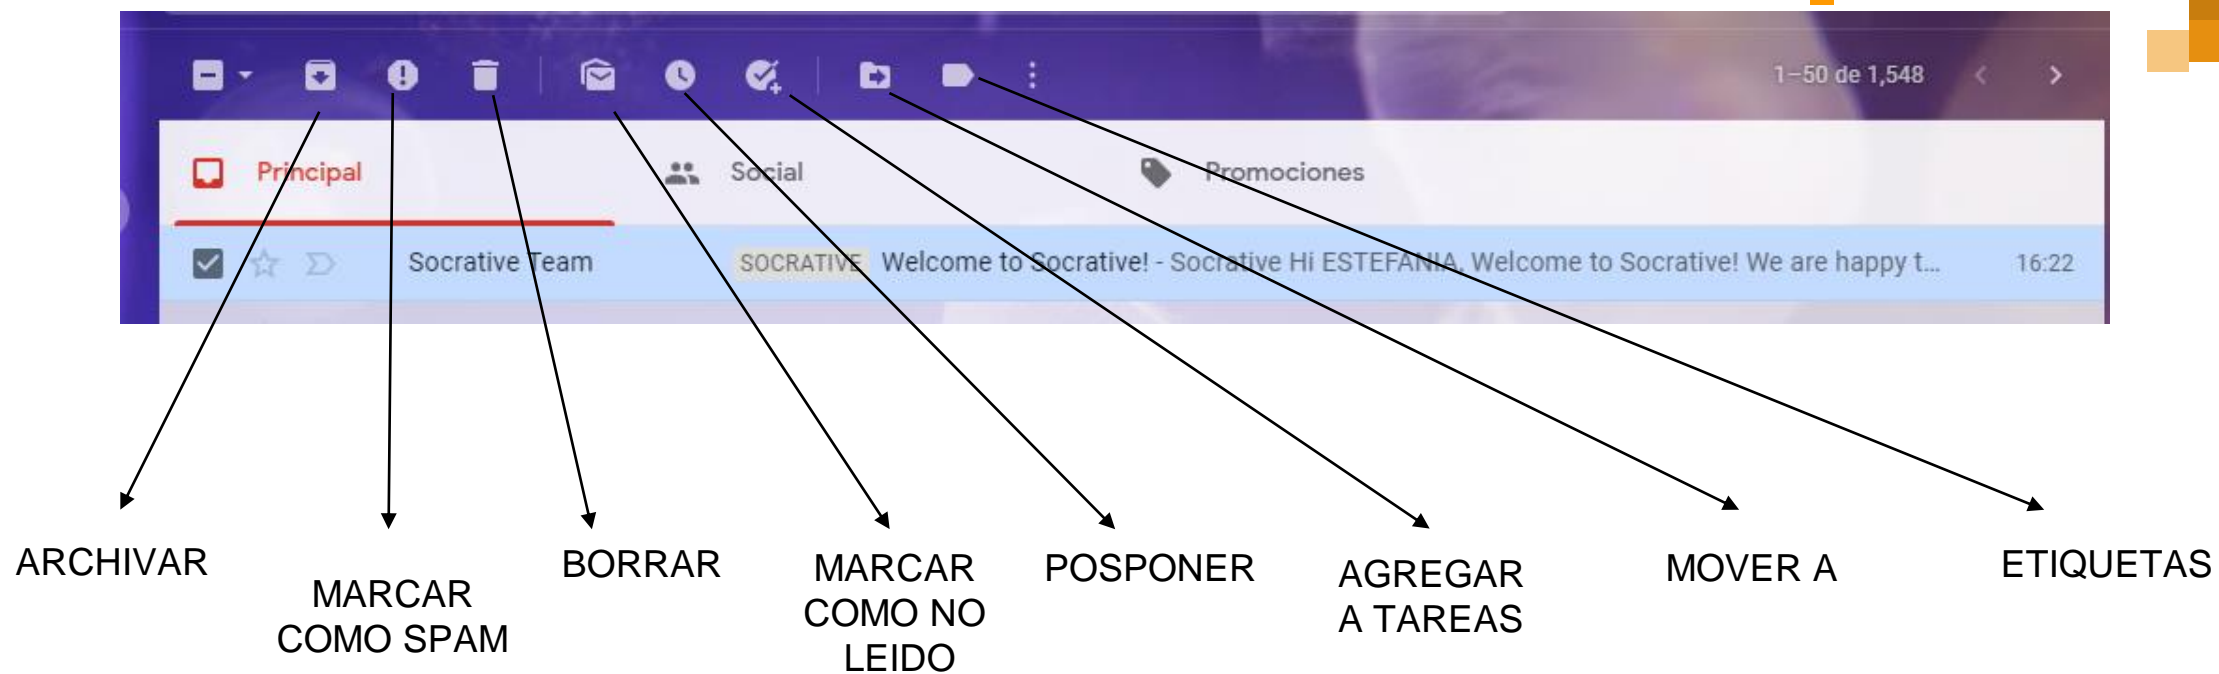 1–50 de 1,548
Principal
Social
Promociones
Socrative Team
SOCRATIVE
Welcome to Socrative! - Socrative Hi ESTEFANIA, Welcome to Socrative! We are happy t...
16:22
ARCHIVAR
MARCAR
COMO SPAM
BORRAR
MARCAR
COMO NO
LEIDO
POSPONER
AGREGAR
A TAREAS
MOVER A
ETIQUETAS